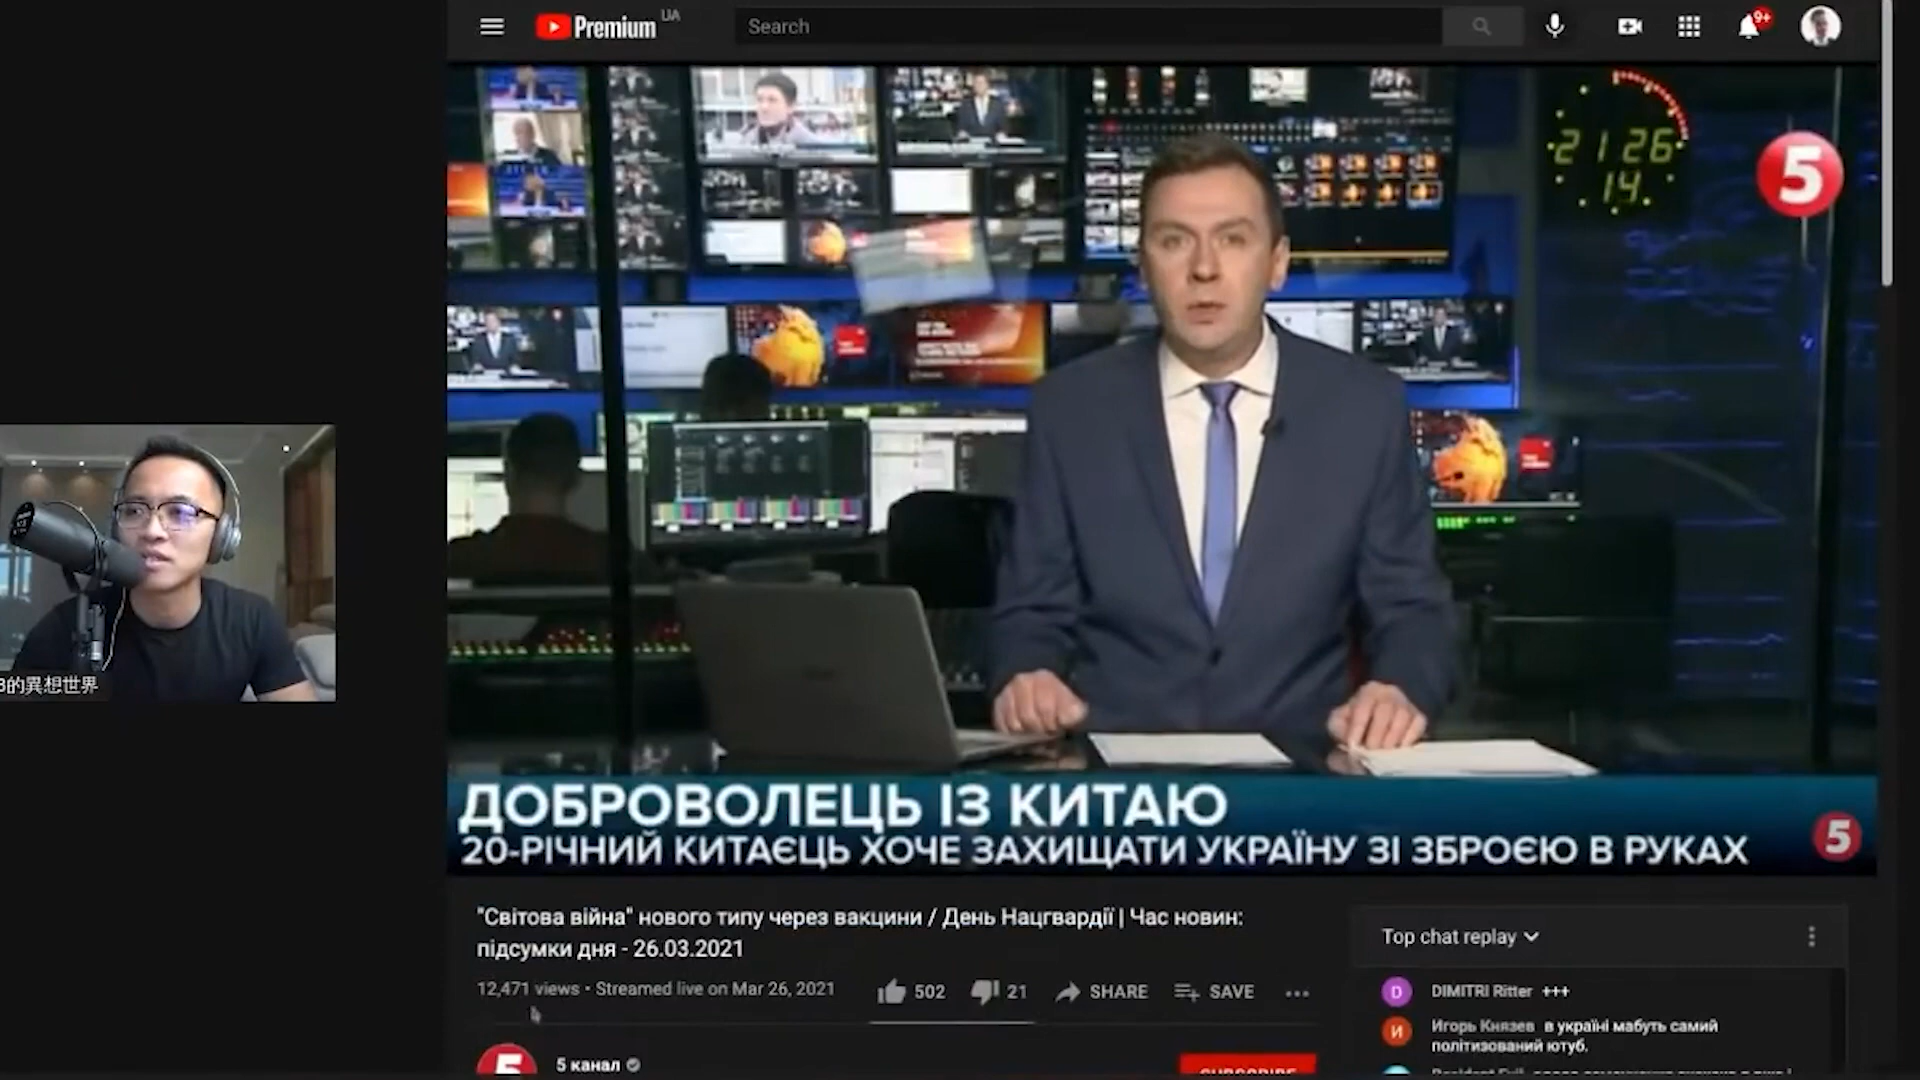 Premium UA
Search
9+
21 26
14
5
ДОБРОВОЛЕЦЬ ІЗ КИТАЮ
20-РІЧНИЙ КИТАЄЦЬ ХОЧЕ ЗАХИЩАТИ УКРАЇНУ ЗІ ЗБРОЄЮ В РУКАХ
5
的異想世界
"Світова війна" нового типу через вакцини / День Нацгвардії | Час новин:
підсумки дня - 26.03.2021
12,471 views • Streamed live on Mar 26, 2021
502
21
SHARE
SAVE
5 канал
SUBSCRIBE
Top chat replay
D
DIMITRI Ritter +++
И
Игорь Князев в україні мабуть самий
політизований ютуб.